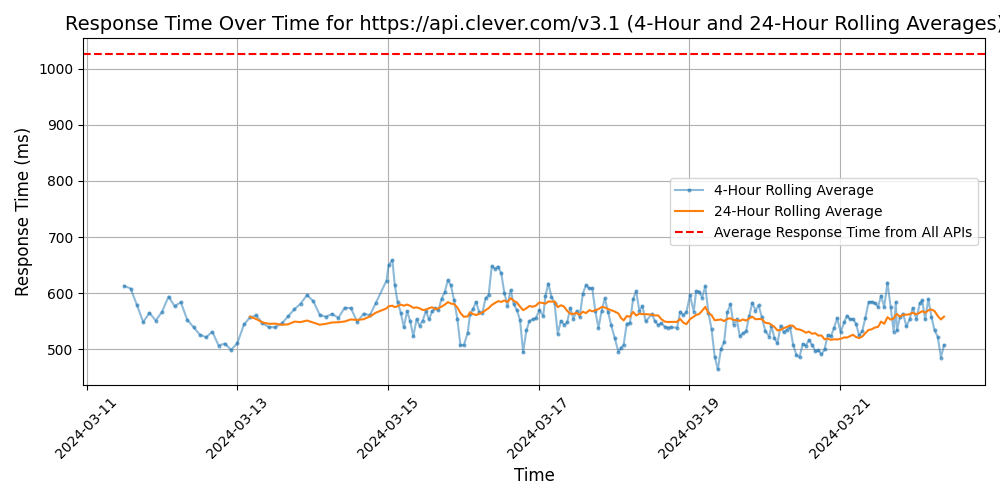 Response Time Over Time for https://api.clever.com/v3.1 (4-Hour and 24-Hour Rolling Averages)
1000
900
800
700
600
500
Response Time (ms)
4-Hour Rolling Average
24-Hour Rolling Average
Average Response Time from All APIs
2024-03-11
2024-03-13
2024-03-15
2024-03-17
2024-03-19
2024-03-21
Time